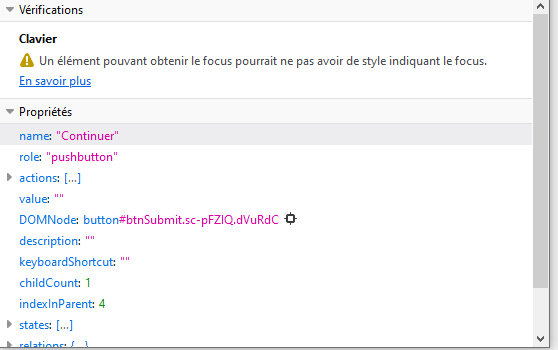 Vérifications
Clavier
Un élément pouvant obtenir le focus pourrait ne pas avoir de style indiquant le focus.
En savoir plus
Propriétés
name: "Continuer"
role: "pushbutton"
actions: […]
value: ""
DOMNode: button#btnSubmit.sc-pFZIQ.dVuRdC
description: ""
keyboardShortcut: ""
childCount: 1
indexInParent: 4
states: […]
relations: {…}